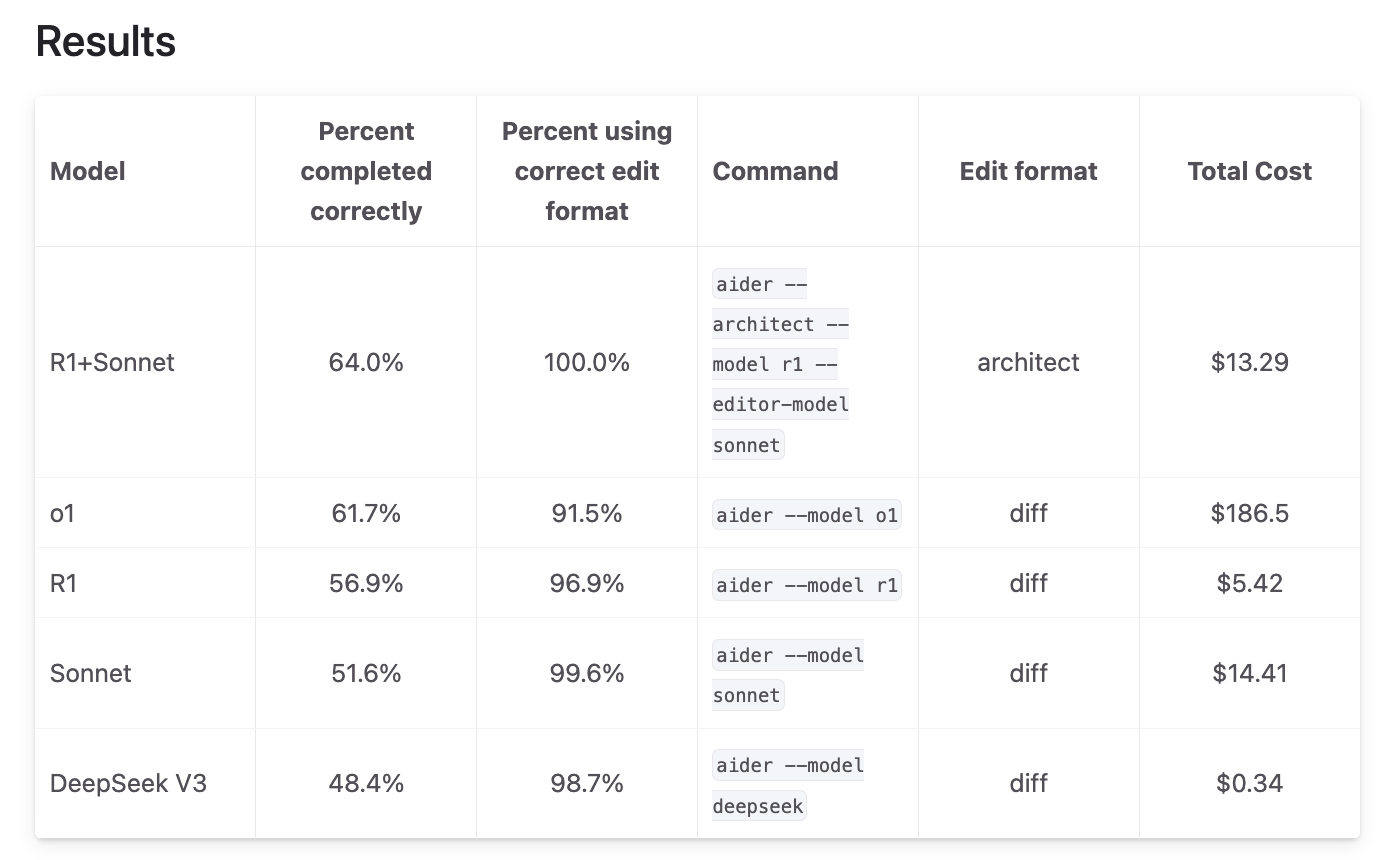 Results
Model
Percent completed correctly
Percent using correct edit format
Command
Edit format
Total Cost
R1+Sonnet
64.0%
100.0%
aider --
architect --
model r1 --
editor-model
sonnet
architect
$13.29
o1
61.7%
91.5%
aider --model o1
diff
$186.5
R1
56.9%
96.9%
aider --model r1
diff
$5.42
Sonnet
51.6%
99.6%
aider --model
sonnet
diff
$14.41
DeepSeek V3
48.4%
98.7%
aider --model
deepseek
diff
$0.34